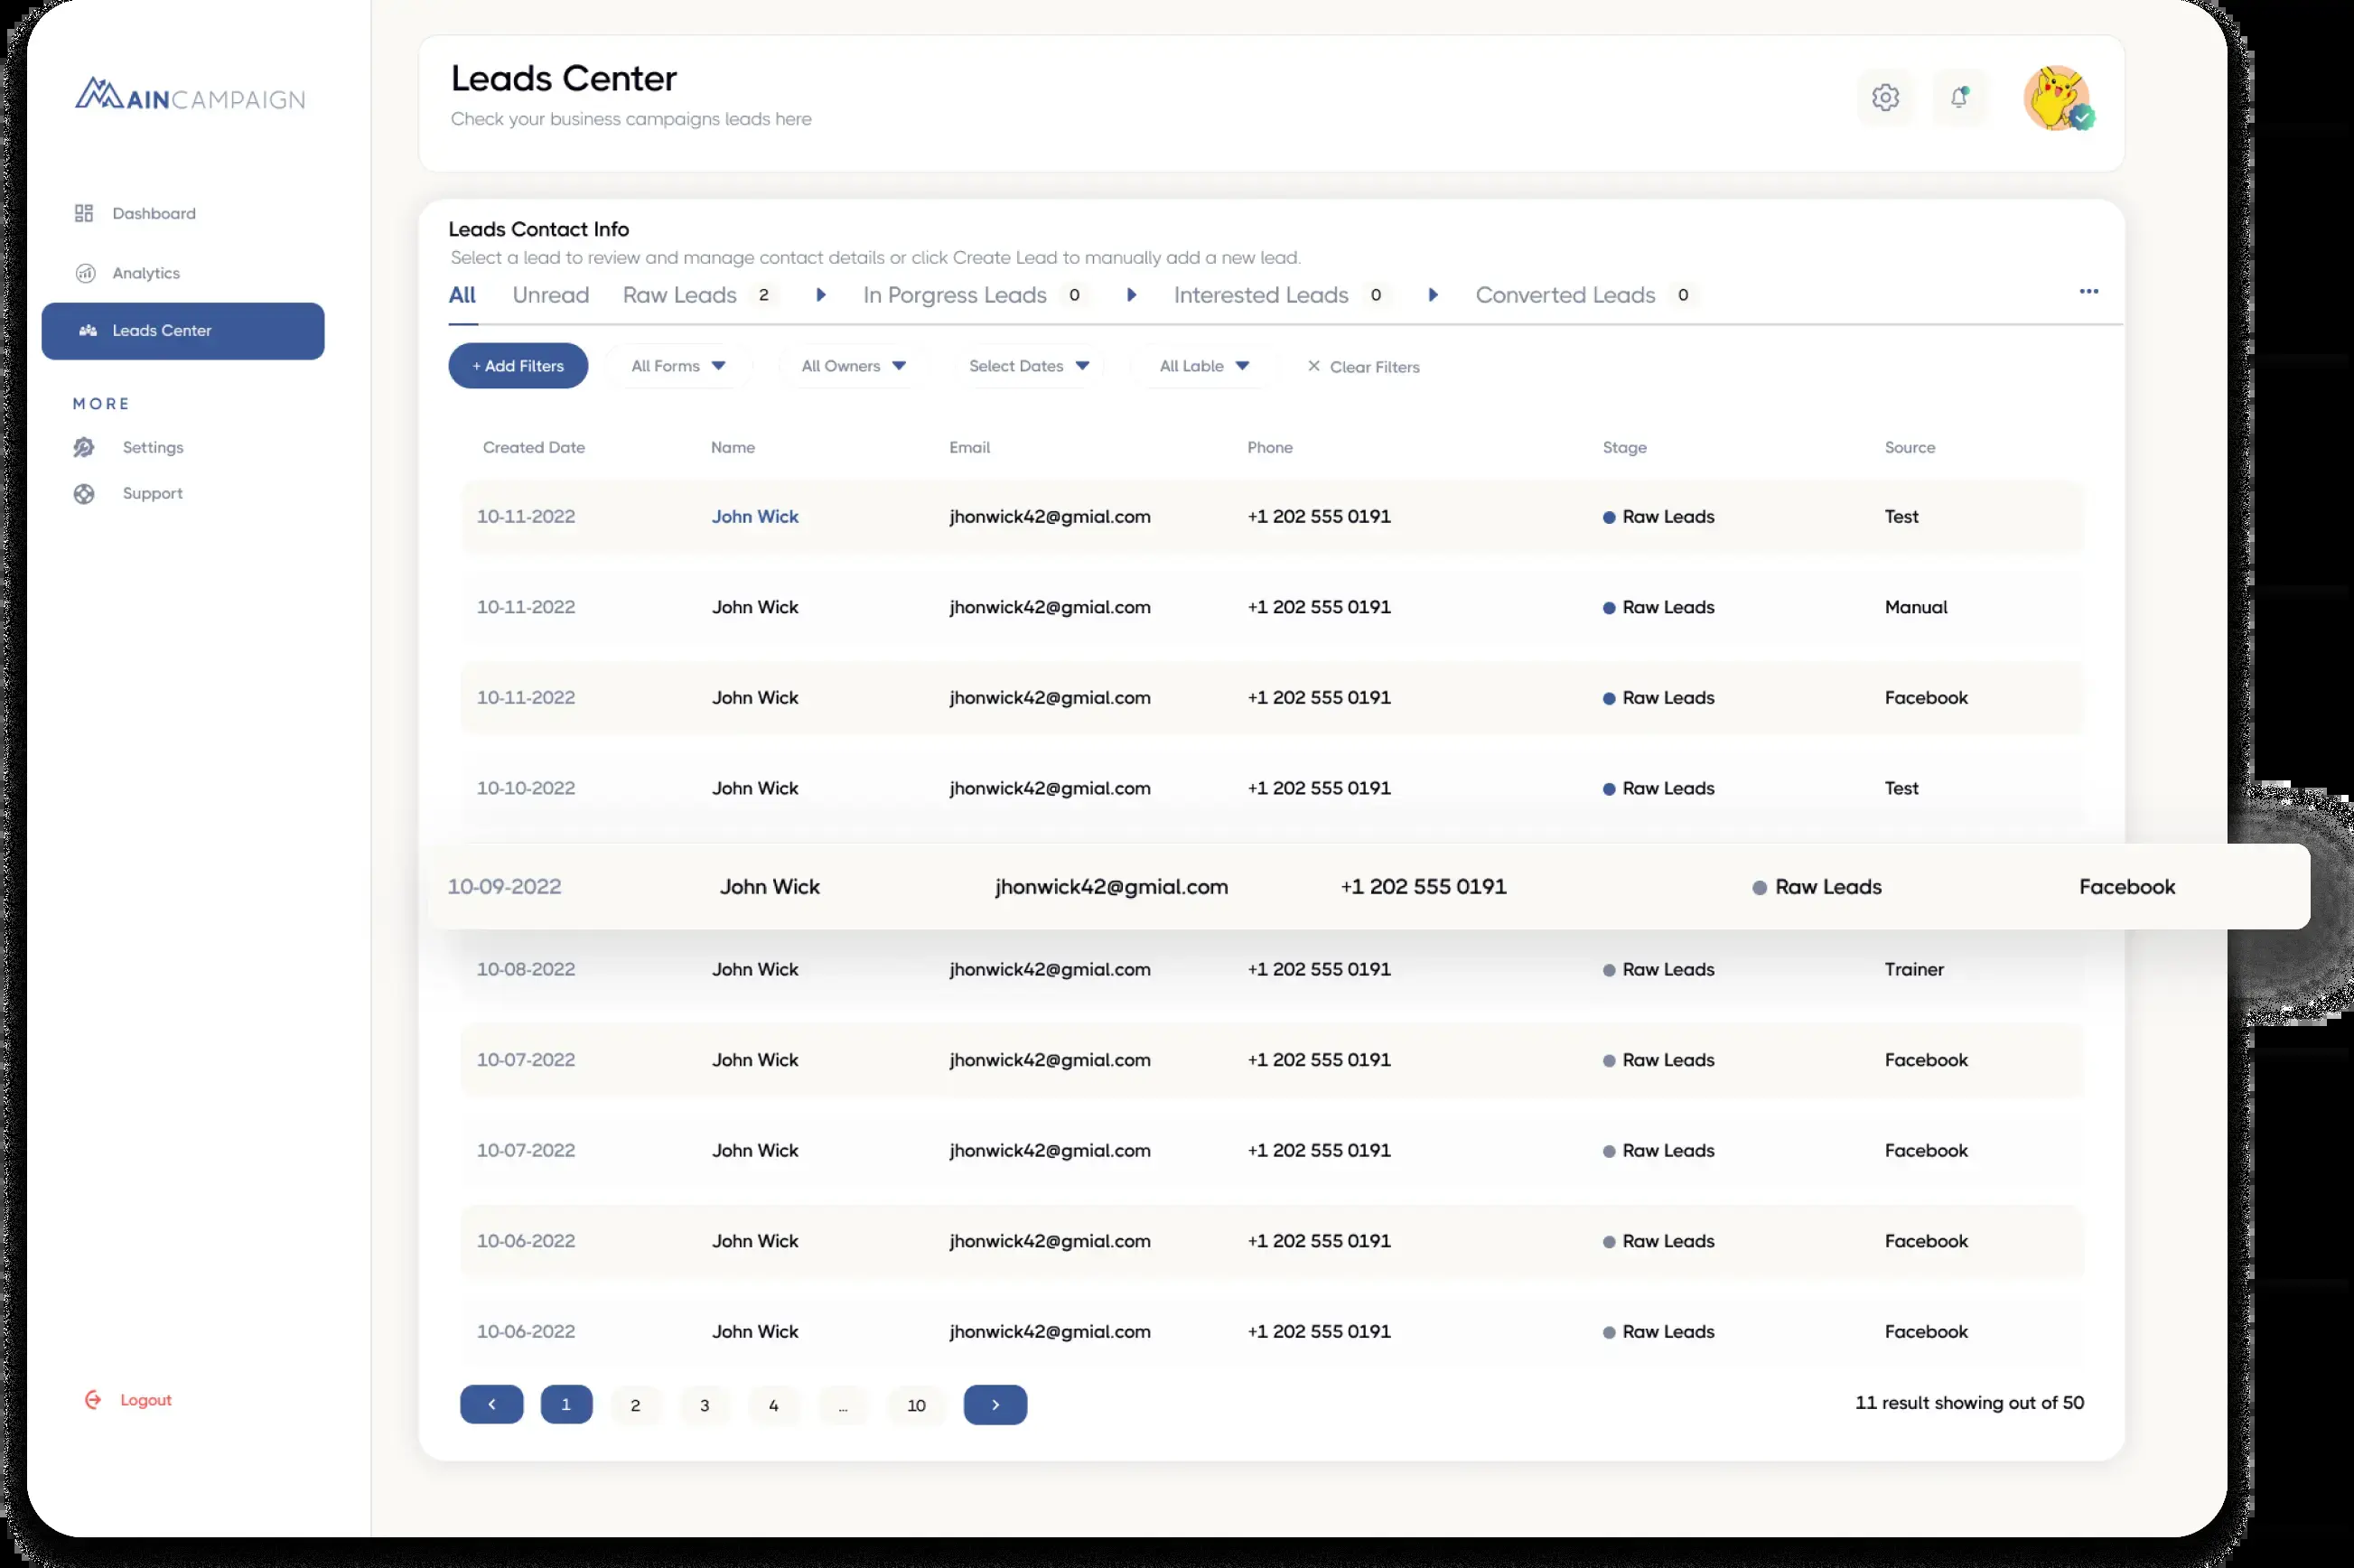 MAINCAMPAIGN
Dashboard
Analytics
Leads Center
MORE
Settings
Support
Logout
Leads Center
Check your business campaigns leads here
Leads Contact Info
Select a lead to review and manage contact details or click Create Lead to manually add a new lead.
All Unread Raw Leads 2 In Porgress Leads 0 Interested Leads 0 Converted Leads 0 ...
+ Add Filters All Forms All Owners Select Dates All Lable × Clear Filters
Created Date Name Email Phone Stage Source
10-11-2022 John Wick jhonwick42@gmial.com +1 202 555 0191 Raw Leads Test
10-11-2022 John Wick jhonwick42@gmial.com +1 202 555 0191 Raw Leads Manual
10-11-2022 John Wick jhonwick42@gmial.com +1 202 555 0191 Raw Leads Facebook
10-10-2022 John Wick jhonwick42@gmial.com +1 202 555 0191 Raw Leads Test
10-09-2022 John Wick jhonwick42@gmial.com +1 202 555 0191 Raw Leads Facebook
10-08-2022 John Wick jhonwick42@gmial.com +1 202 555 0191 Raw Leads Trainer
10-07-2022 John Wick jhonwick42@gmial.com +1 202 555 0191 Raw Leads Facebook
10-07-2022 John Wick jhonwick42@gmial.com +1 202 555 0191 Raw Leads Facebook
10-06-2022 John Wick jhonwick42@gmial.com +1 202 555 0191 Raw Leads Facebook
10-06-2022 John Wick jhonwick42@gmial.com +1 202 555 0191 Raw Leads Facebook
< 1 2 3 4 ... 10 > 11 result showing out of 50